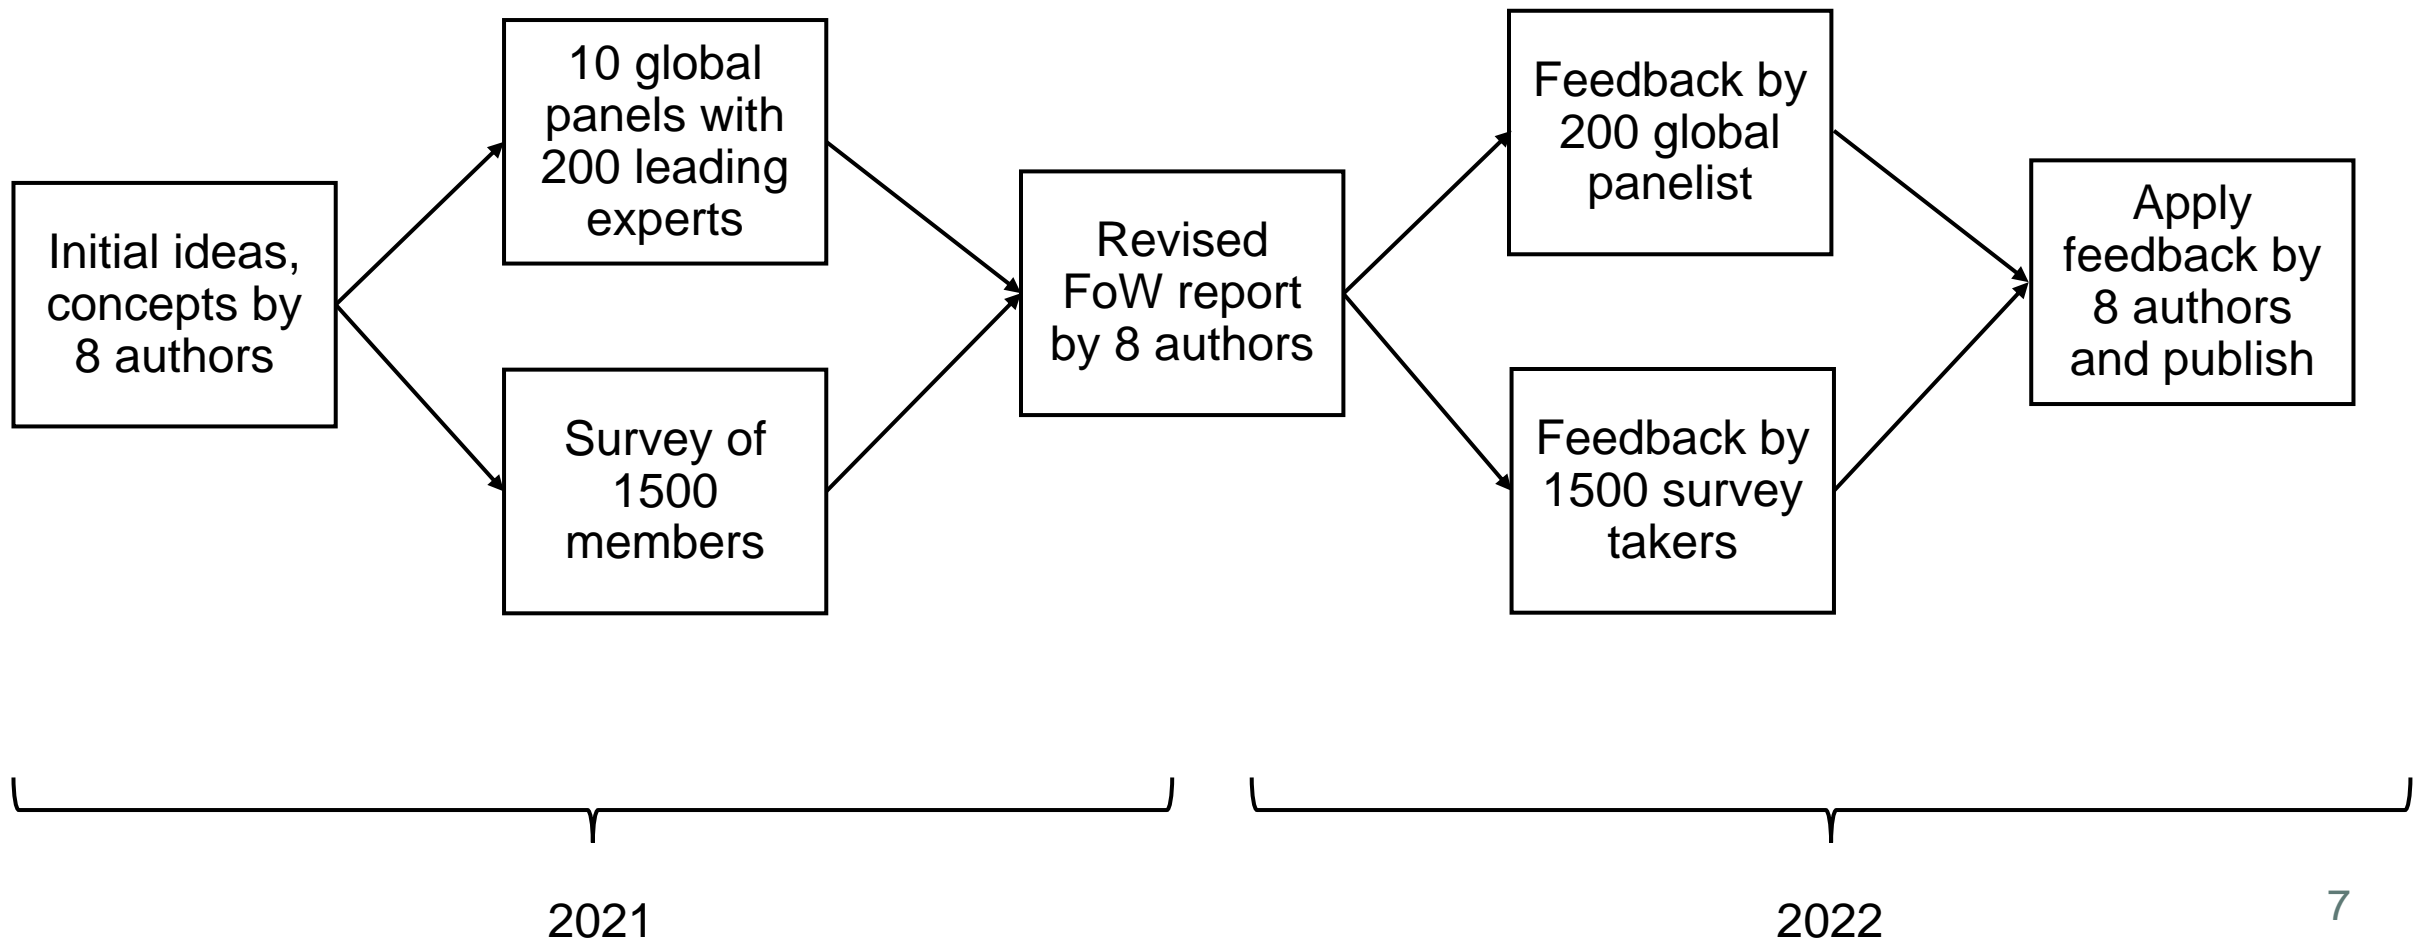 Initial ideas,
concepts by
8 authors
10 global
panels with
200 leading
experts
Survey of
1500
members
Revised
FoW report
by 8 authors
Feedback by
200 global
panelist
Feedback by
1500 survey
takers
Apply
feedback by
8 authors
and publish
2021
2022
7